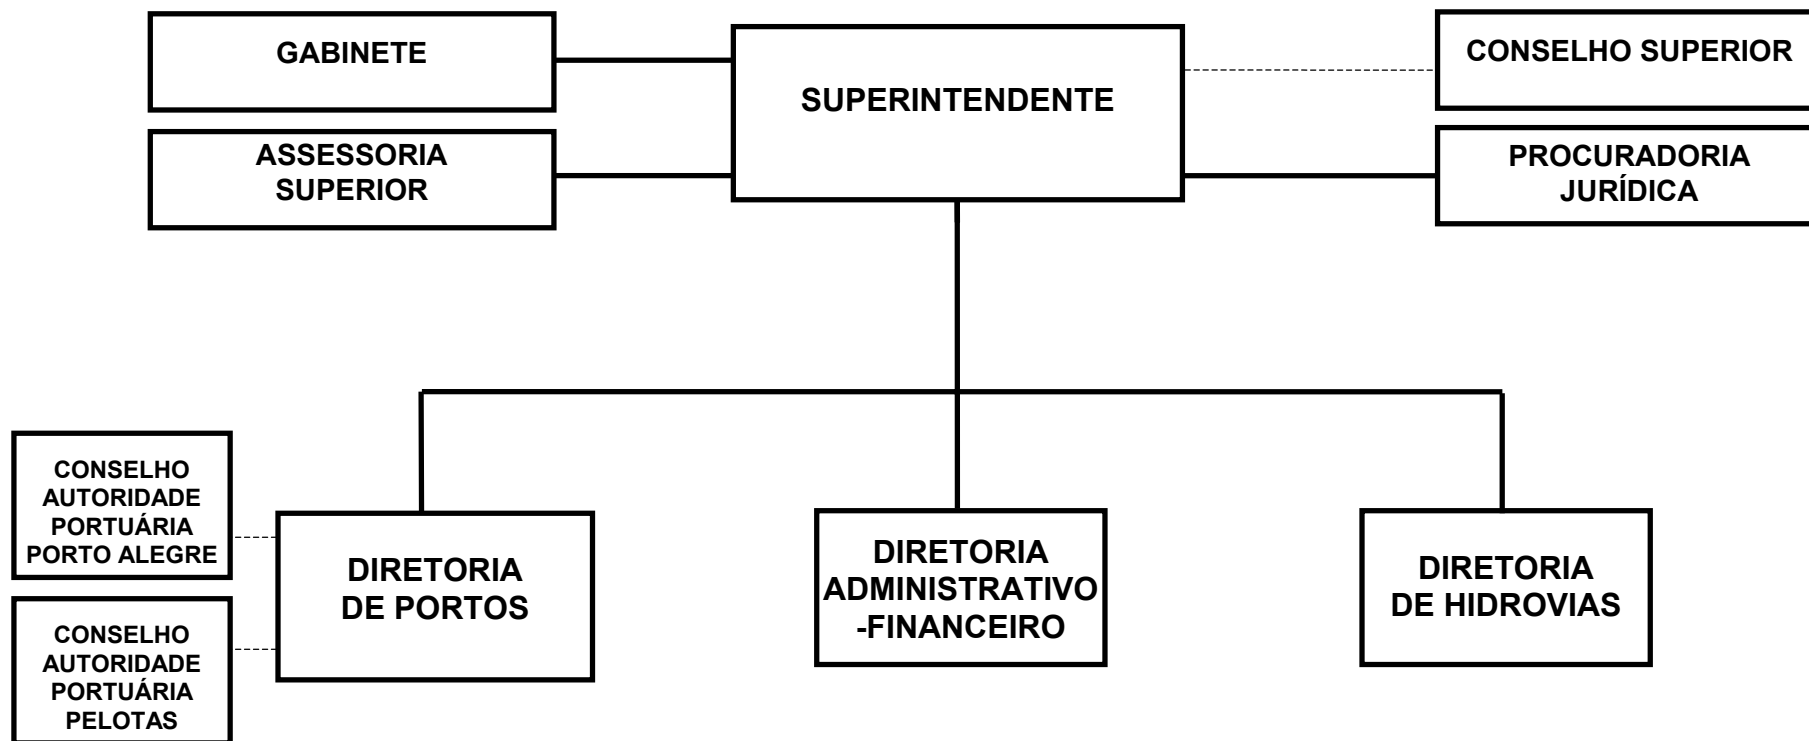 GABINETE
SUPERINTENDENTE
CONSELHO SUPERIOR
ASSESSORIA
SUPERIOR
PROCURADORIA
JURÍDICA
CONSELHO
AUTORIDADE
PORTUÁRIA
PORTO ALEGRE
CONSELHO
AUTORIDADE
PORTUÁRIA
PELOTAS
DIRETORIA
DE PORTOS
DIRETORIA
ADMINISTRATIVO
-FINANCEIRO
DIRETORIA
DE HIDROVIAS